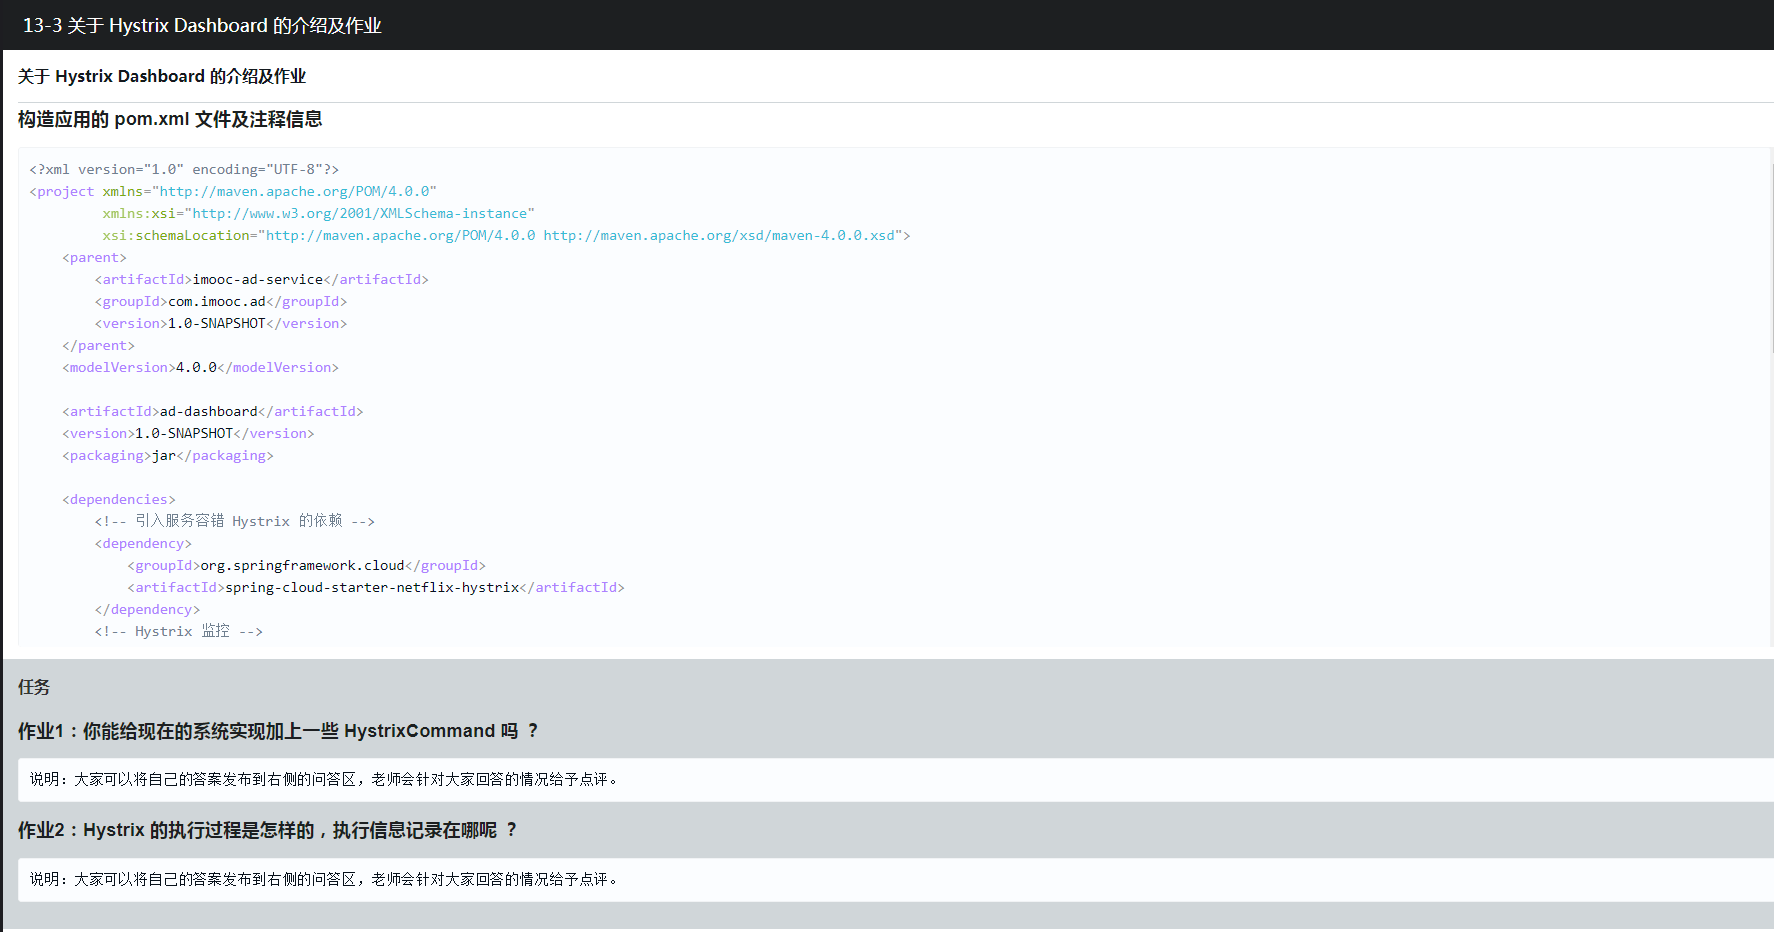 13-3 关于 Hystrix Dashboard 的介绍及作业
关于 Hystrix Dashboard 的介绍及作业
构造应用的 pom.xml 文件及注释信息
<?xml version="1.0" encoding="UTF-8"?>
<project xmlns="http://maven.apache.org/POM/4.0.0"
xmlns:xsi="http://www.w3.org/2001/XMLSchema-instance"
xsi:schemaLocation="http://maven.apache.org/POM/4.0.0 http://maven.apache.org/xsd/maven-4.0.0.xsd">
<parent>
<artifactId>imooc-ad-service</artifactId>
<groupId>com.imooc.ad</groupId>
<version>1.0-SNAPSHOT</version>
</parent>
<modelVersion>4.0.0</modelVersion>
<artifactId>ad-dashboard</artifactId>
<version>1.0-SNAPSHOT</version>
<packaging>jar</packaging>
<dependencies>
<!-- 引入服务容错 Hystrix 的依赖 -->
<dependency>
<groupId>org.springframework.cloud</groupId>
<artifactId>spring-cloud-starter-netflix-hystrix</artifactId>
</dependency>
<!-- Hystrix 监控 -->
任务
作业1：你能给现在的系统实现加上一些 HystrixCommand 吗 ？
说明：大家可以将自己的答案发布到右侧的问答区，老师会针对大家回答的情况给予点评。
作业2：Hystrix 的执行过程是怎样的，执行信息记录在哪呢 ？
说明：大家可以将自己的答案发布到右侧的问答区，老师会针对大家回答的情况给予点评。